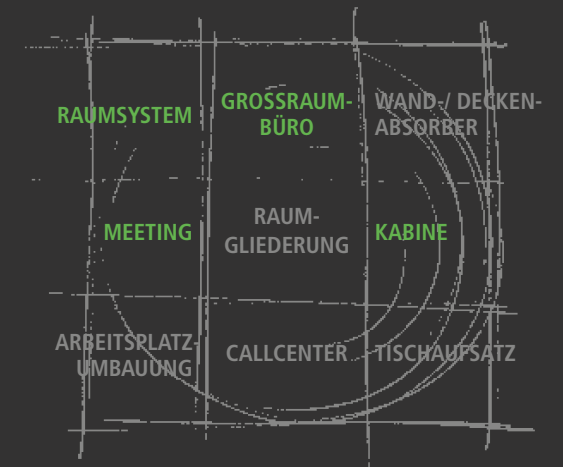 RAUMSYSTEM
GROSSRAUM-
BÜRO
WAND-/ DECKEN-
ABSORBER
MEETING
RAUM-
GLIEDERUNG
KABINE
ARBEITSPLATZ-
UMBAUUNG
CALLCENTER
TISCHAUFSATZ